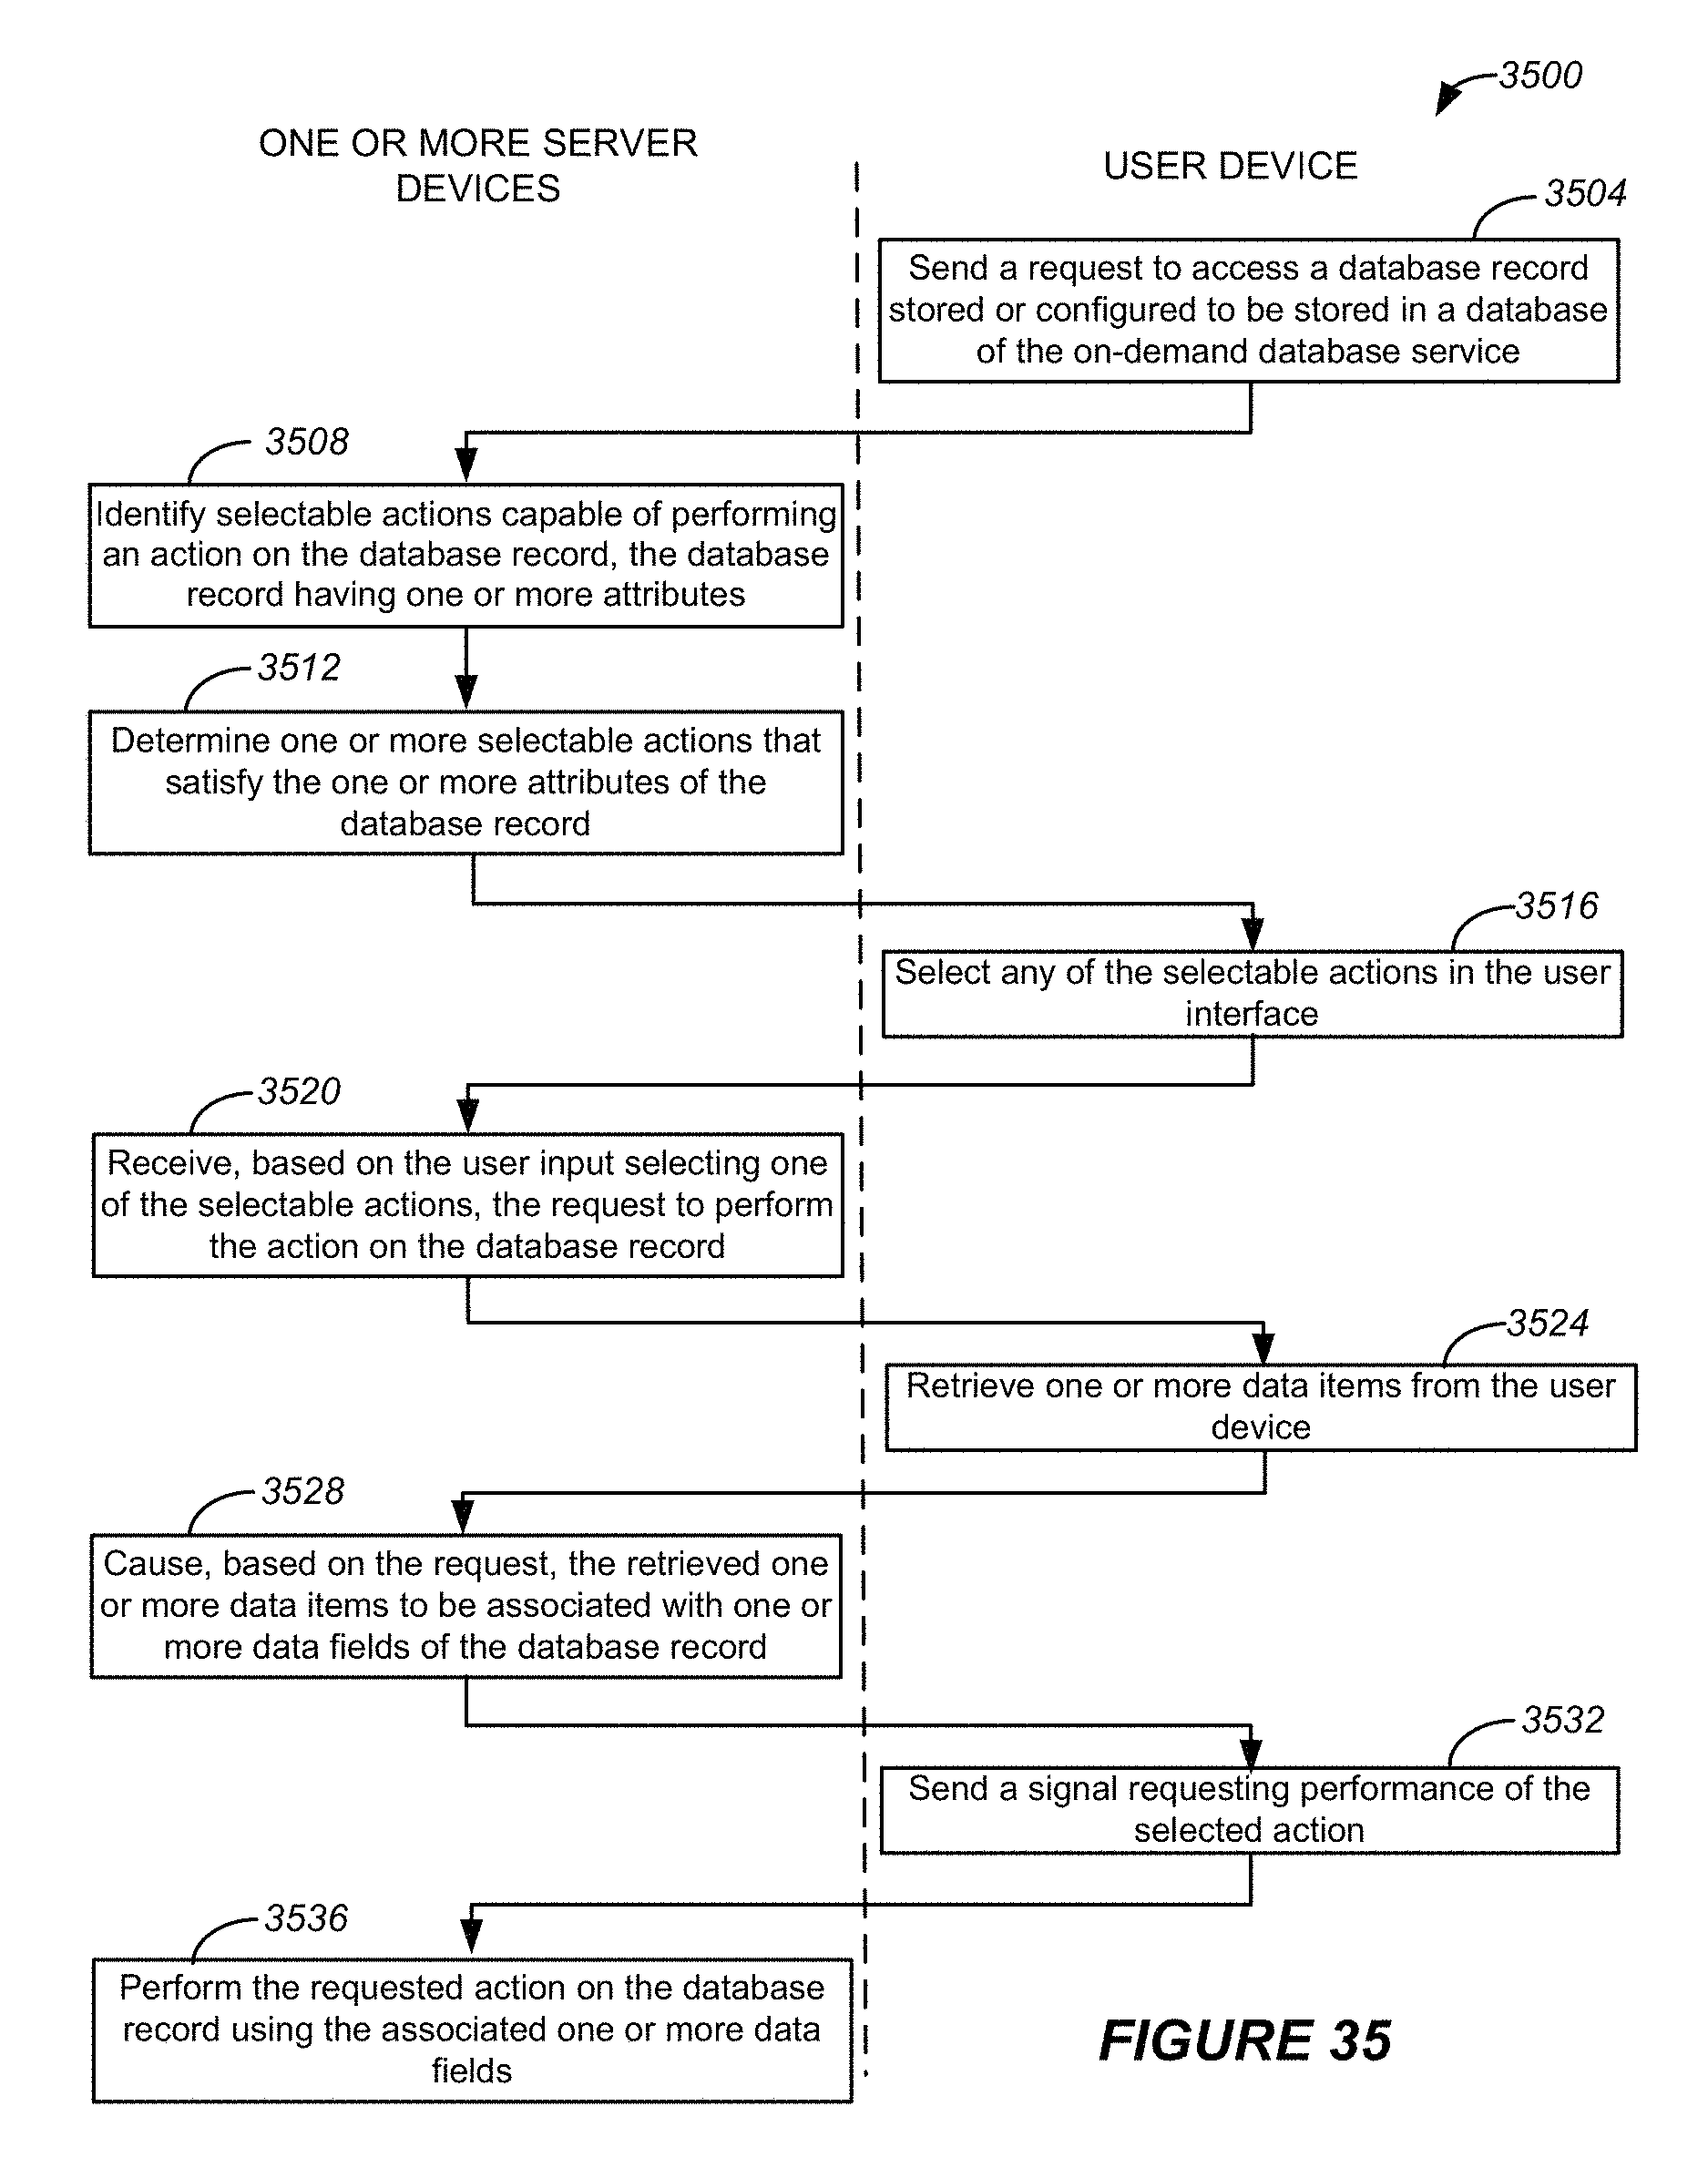 3500
ONE OR MORE SERVER
DEVICES
USER DEVICE
3504
Send a request to access a database record
stored or configured to be stored in a database
of the on-demand database service
3508
Identify selectable actions capable of performing
an action on the database record, the database
record having one or more attributes
3512
Determine one or more selectable actions that
satisfy the one or more attributes of the
database record
3516
Select any of the selectable actions in the user
interface
3520
Receive, based on the user input selecting one
of the selectable actions, the request to perform
the action on the database record
3524
Retrieve one or more data items from the user
device
3528
Cause, based on the request, the retrieved one
or more data items to be associated with one or
more data fields of the database record
3532
Send a signal requesting performance of the
selected action
3536
Perform the requested action on the database
record using the associated one or more data
fields
FIGURE 35